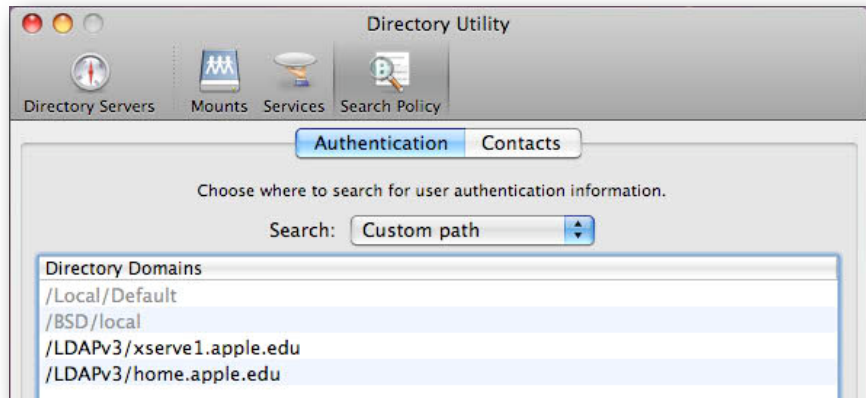 Directory Utility
Directory Servers Mounts Services Search Policy
Authentication Contacts
Choose where to search for user authentication information.
Search: Custom path
Directory Domains
/Local/Default
/BSD/local
/LDAPv3/xserve1.apple.edu
/LDAPv3/home.apple.edu